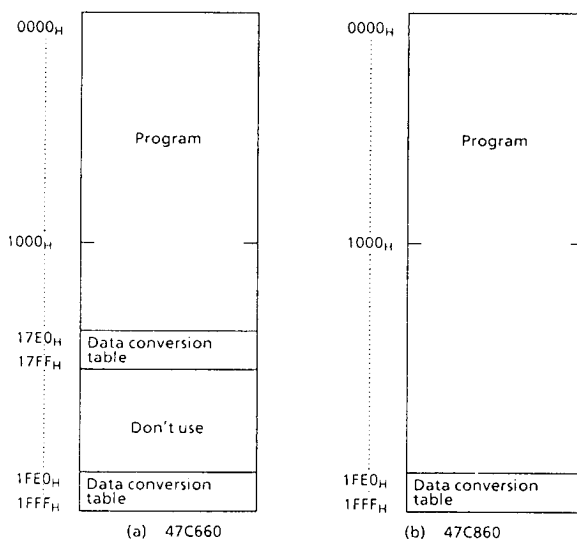 0000H
Program
1000H
17E0H
17FFH
Data conversion
table
Don't use
1FE0H
1FFFH
Data conversion
table
(a) 47C660
0000H
Program
1000H
1FE0H
1FFFH
Data conversion
table
(b) 47C860